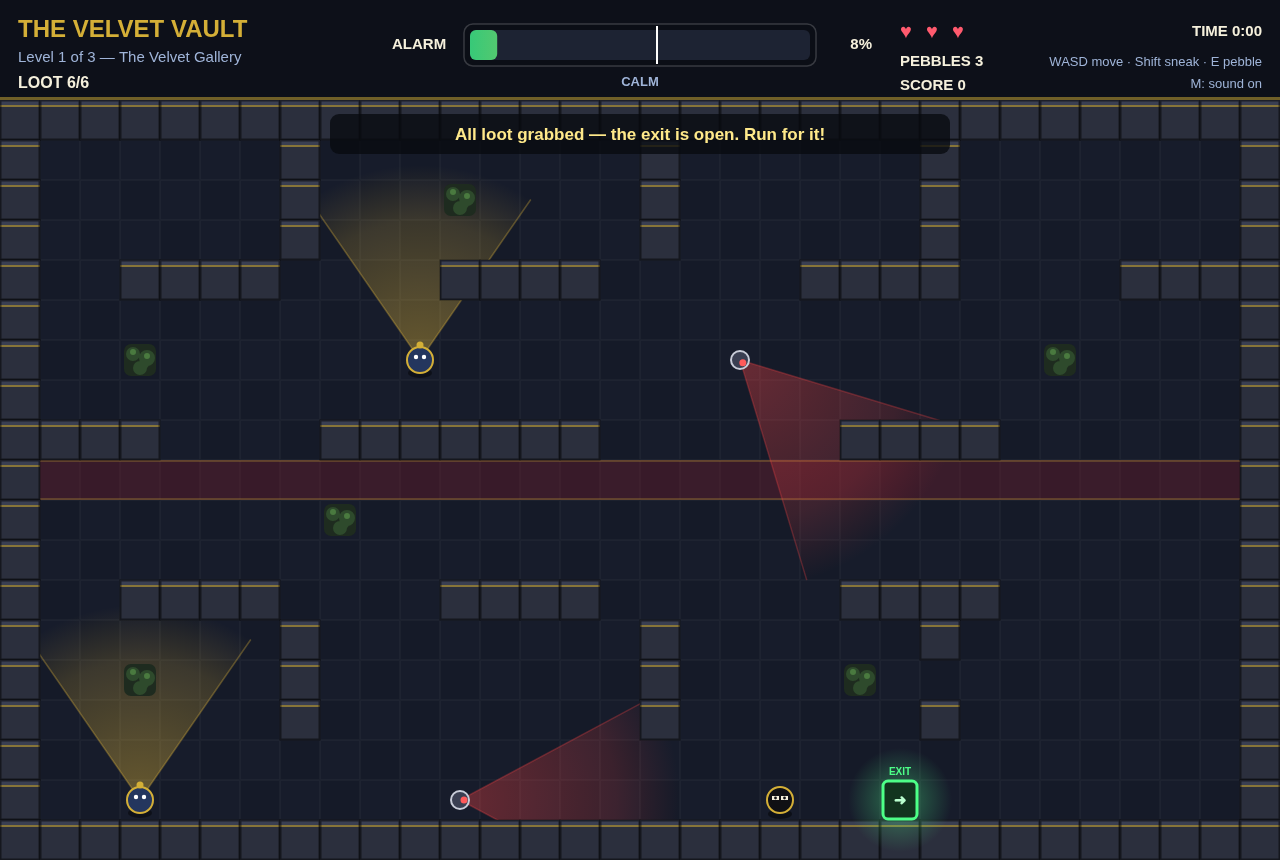 THE VELVET VAULT
Level 1 of 3 — The Velvet Gallery
LOOT 6/6
ALARM
8%
CALM
♥ ♥ ♥
PEBBLES 3
SCORE 0
TIME 0:00
WASD move · Shift sneak · E pebble
M: sound on
All loot grabbed — the exit is open. Run for it!
EXIT
➜